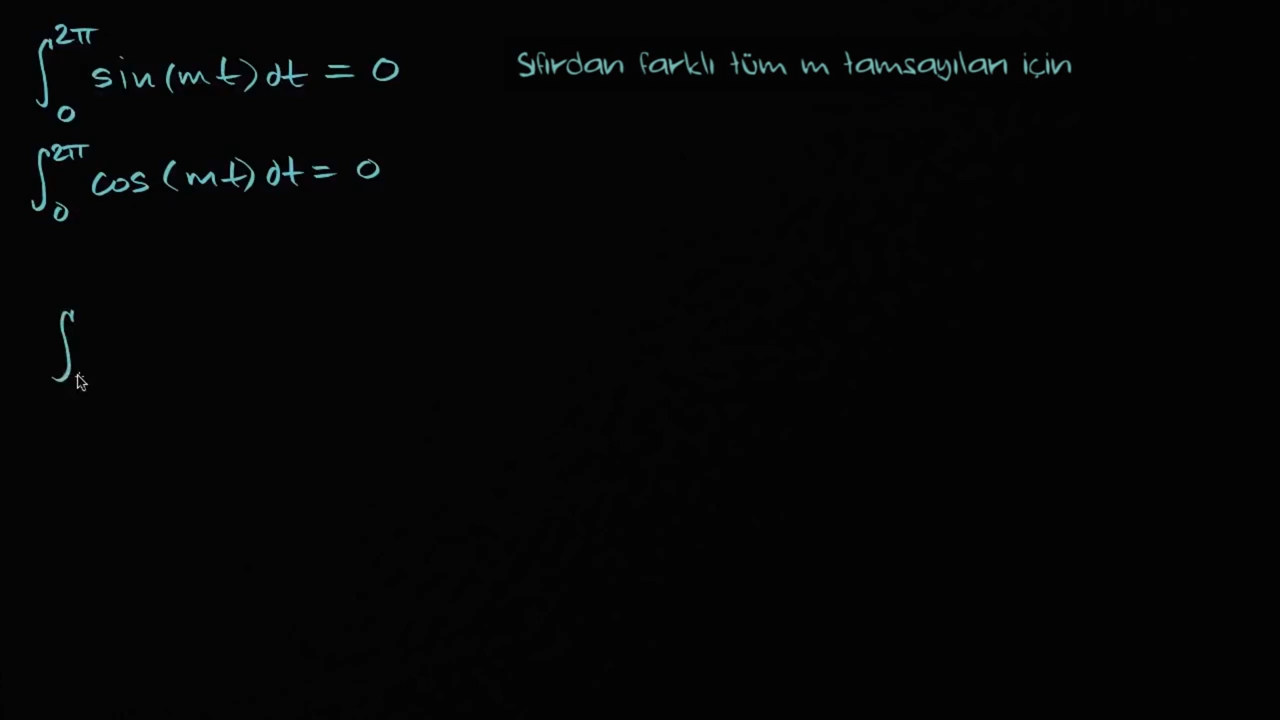 ∫₀^2π sin(mt)dt = 0 Sıfırdan farklı tüm m tamsayıları için
∫₀^2π cos(mt)dt = 0
∫